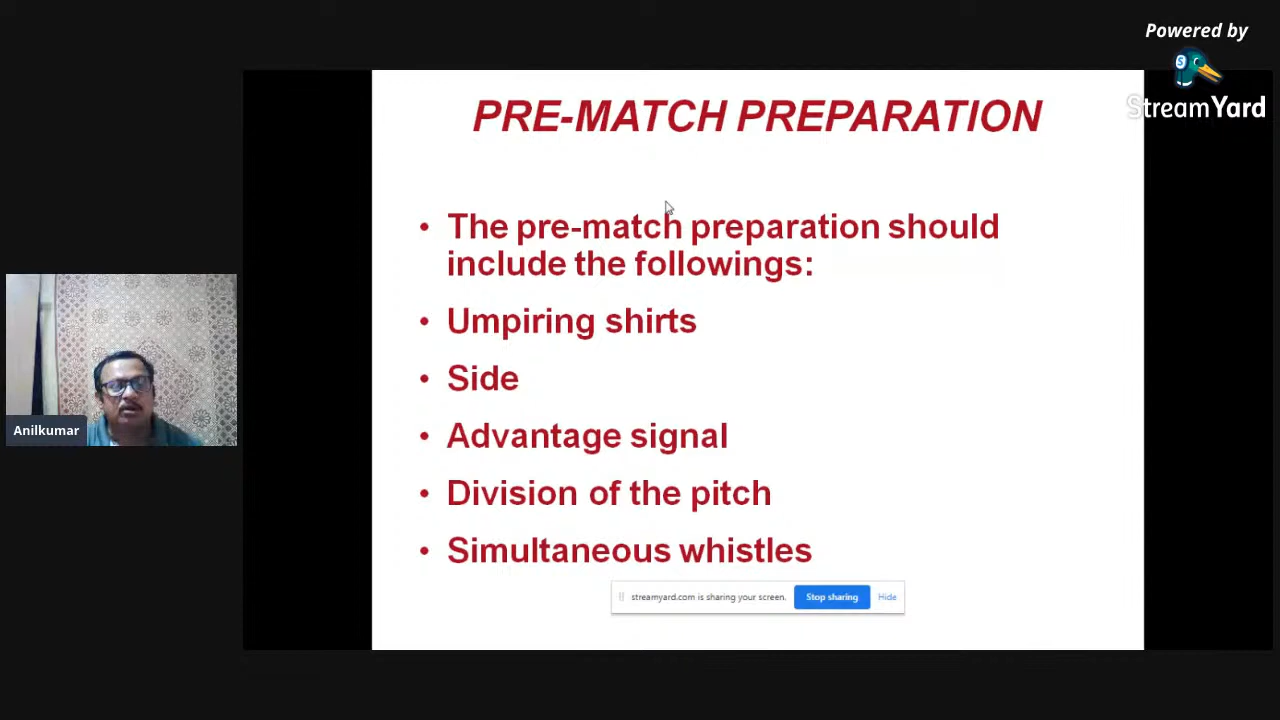 Powered by
StreamYard
PRE-MATCH PREPARATION
• The pre-match preparation should
include the followings:
• Umpiring shirts
• Side
• Advantage signal
• Division of the pitch
• Simultaneous whistles
streamyard.com is sharing your screen. Stop sharing Hide
Anilkumar